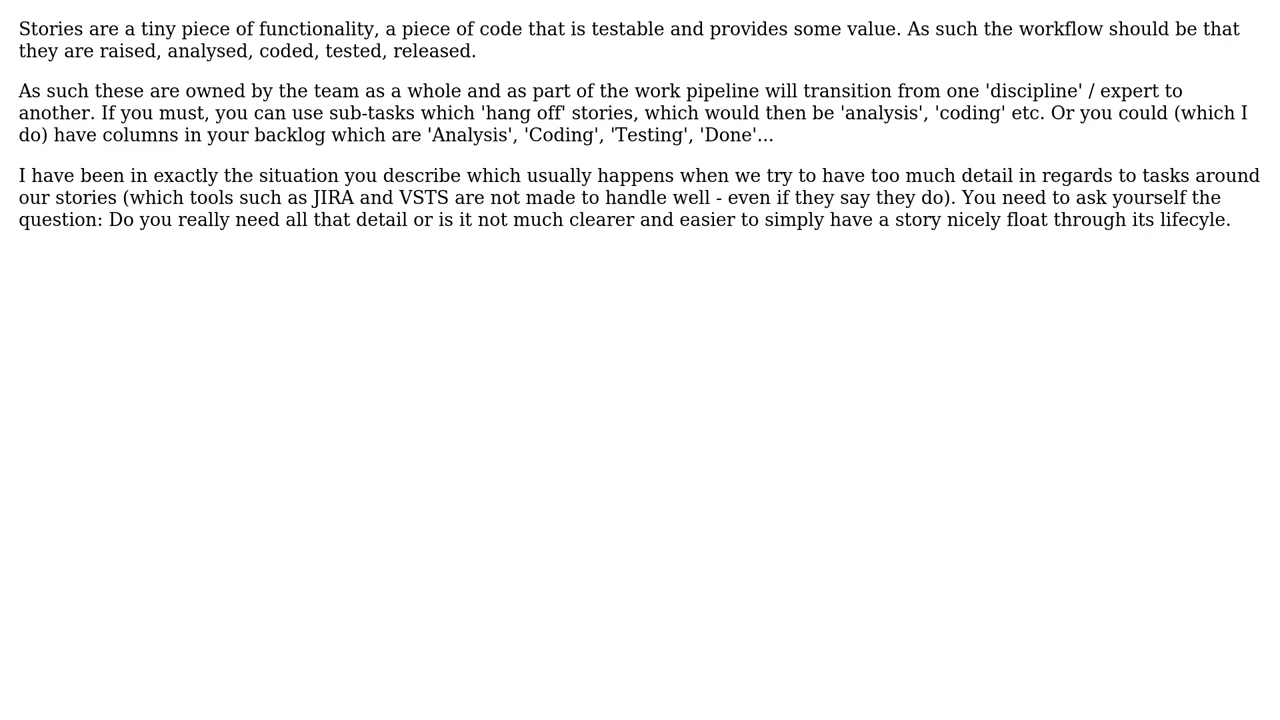 Stories are a tiny piece of functionality, a piece of code that is testable and provides some value. As such the workflow should be that
they are raised, analysed, coded, tested, released.
As such these are owned by the team as a whole and as part of the work pipeline will transition from one 'discipline' / expert to
another. If you must, you can use sub-tasks which 'hang off' stories, which would then be 'analysis', 'coding' etc. Or you could (which I
do) have columns in your backlog which are 'Analysis', 'Coding', 'Testing', 'Done'...
I have been in exactly the situation you describe which usually happens when we try to have too much detail in regards to tasks around
our stories (which tools such as JIRA and VSTS are not made to handle well - even if they say they do). You need to ask yourself the
question: Do you really need all that detail or is it not much clearer and easier to simply have a story nicely float through its lifecyle.